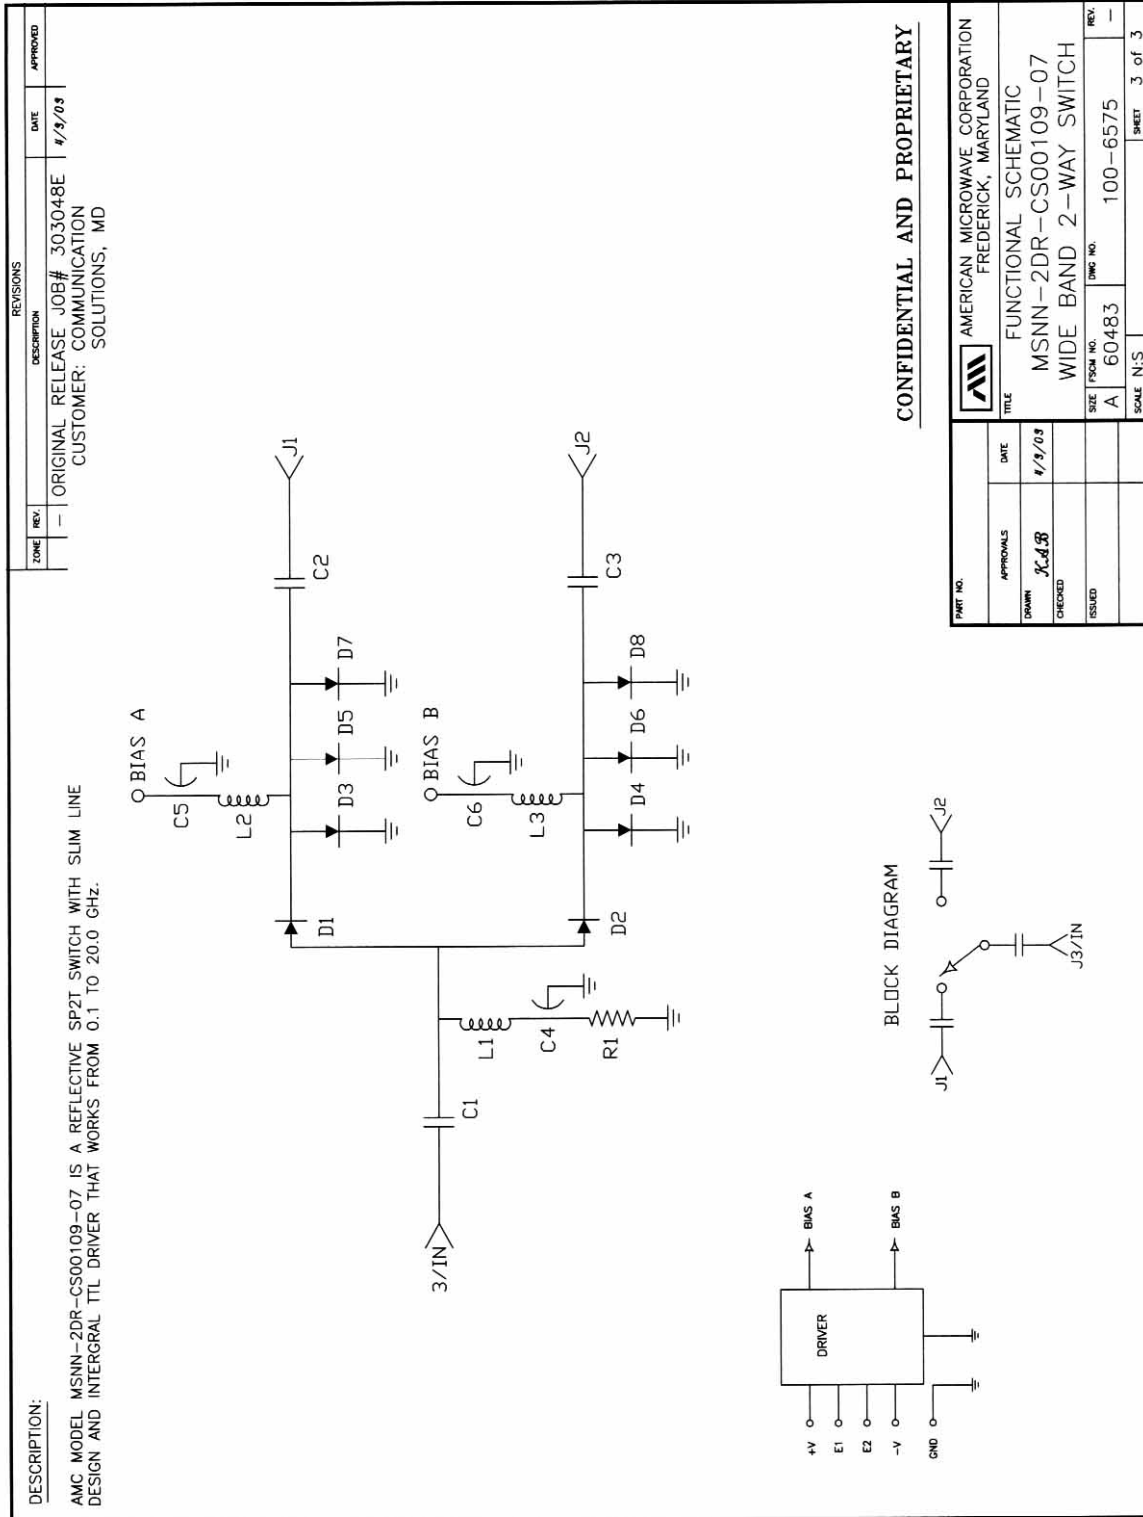 DESCRIPTION:
AMC MODEL MSNN-2DR-CS00109-07 IS A REFLECTIVE SP2T SWITCH WITH SLIM LINE
DESIGN AND INTERGRAL TTL DRIVER THAT WORKS FROM 0.1 TO 20.0 GHz.
REVISIONS
ZONE REV. DESCRIPTION DATE APPROVED
- ORIGINAL RELEASE JOB# 303048E 4/9/03
CUSTOMER: COMMUNICATION
SOLUTIONS, MD
BIAS A
C5
L2
D3 D5 D7
D1
C2
J1
BIAS B
C6
L3
D4 D6 D8
D2
C3
J2
3/IN
C1
L1
C4
R1
DRIVER
+V
E1
E2
-V
GND
BIAS A
BIAS B
BLOCK DIAGRAM
J1
J2
J3/IN
CONFIDENTIAL AND PROPRIETARY
PART NO.
APPROVALS DATE
DRAWN KAB 4/9/03
CHECKED
ISSUED
AMERICAN MICROWAVE CORPORATION
FREDERICK, MARYLAND
TITLE
FUNCTIONAL SCHEMATIC
MSNN-2DR-CS00109-07
WIDE BAND 2-WAY SWITCH
SIZE A
FSCM NO. 60483
DWG NO. 100-6575
REV. -
SCALE N:S
SHEET 3 of 3